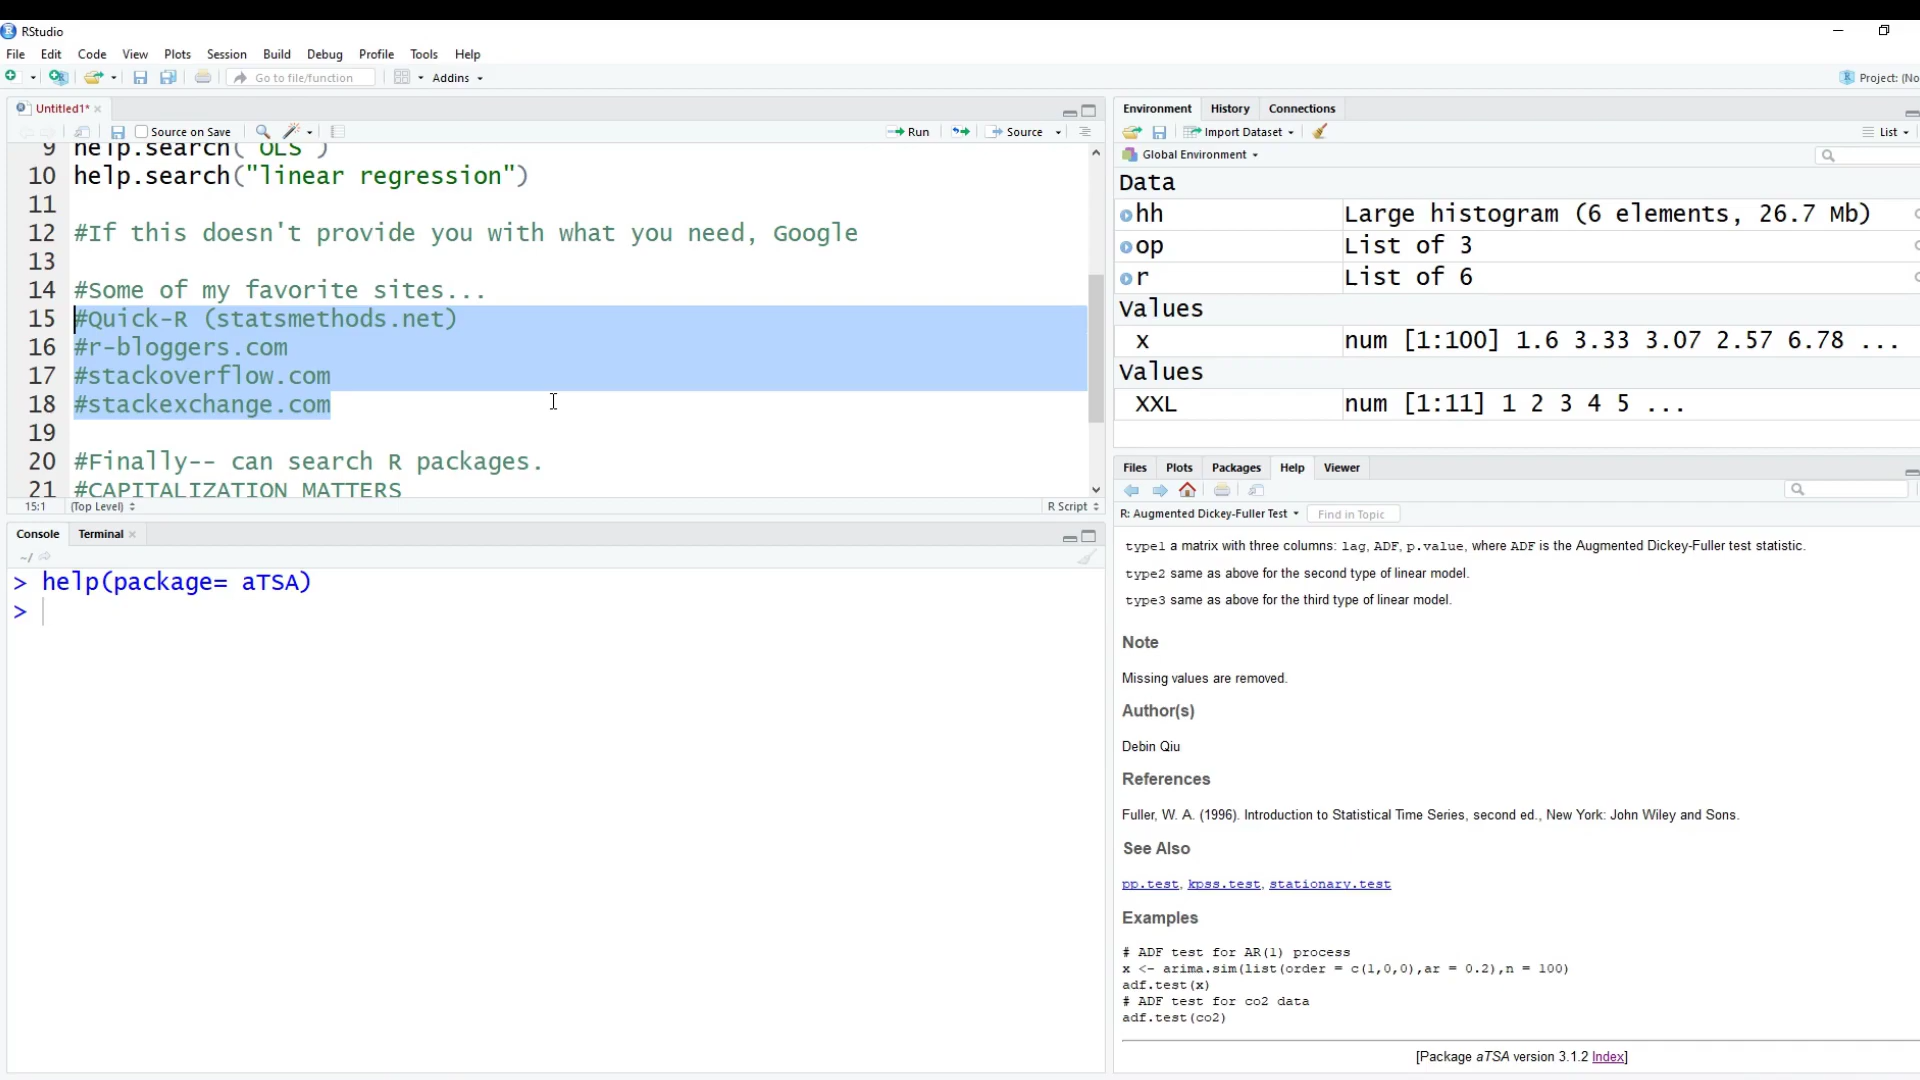 RStudio
File Edit Code View Plots Session Build Debug Profile Tools Help
Go to file/function Addins Project: (No
Untitled1*
Source on Save Run Source
9 help.search("OLS")
10 help.search("linear regression")
11
12 #If this doesn't provide you with what you need, Google
13
14 #Some of my favorite sites...
15 #Quick-R (statsmethods.net)
16 #r-bloggers.com
17 #stackoverflow.com
18 #stackexchange.com
19
20 #Finally-- can search R packages.
21 #CAPITALIZATION MATTERS
15:1 (Top Level) R Script
Console Terminal
~/
> help(package= aTSA)
>
Environment History Connections
Import Dataset List
Global Environment
Data
hh Large histogram (6 elements, 26.7 Mb)
op List of 3
r List of 6
Values
x num [1:100] 1.6 3.33 3.07 2.57 6.78 ...
Values
XXL num [1:11] 1 2 3 4 5 ...
Files Plots Packages Help Viewer
R: Augmented Dickey-Fuller Test Find in Topic
type1 a matrix with three columns: lag, ADF, p.value, where ADF is the Augmented Dickey-Fuller test statistic.
type2 same as above for the second type of linear model.
type3 same as above for the third type of linear model.
Note
Missing values are removed.
Author(s)
Debin Qiu
References
Fuller, W. A. (1996). Introduction to Statistical Time Series, second ed., New York: John Wiley and Sons.
See Also
pp.test, kpss.test, stationary.test
Examples
# ADF test for AR(1) process
x <- arima.sim(list(order = c(1,0,0),ar = 0.2),n = 100)
adf.test(x)
# ADF test for co2 data
adf.test(co2)
[Package aTSA version 3.1.2 Index]